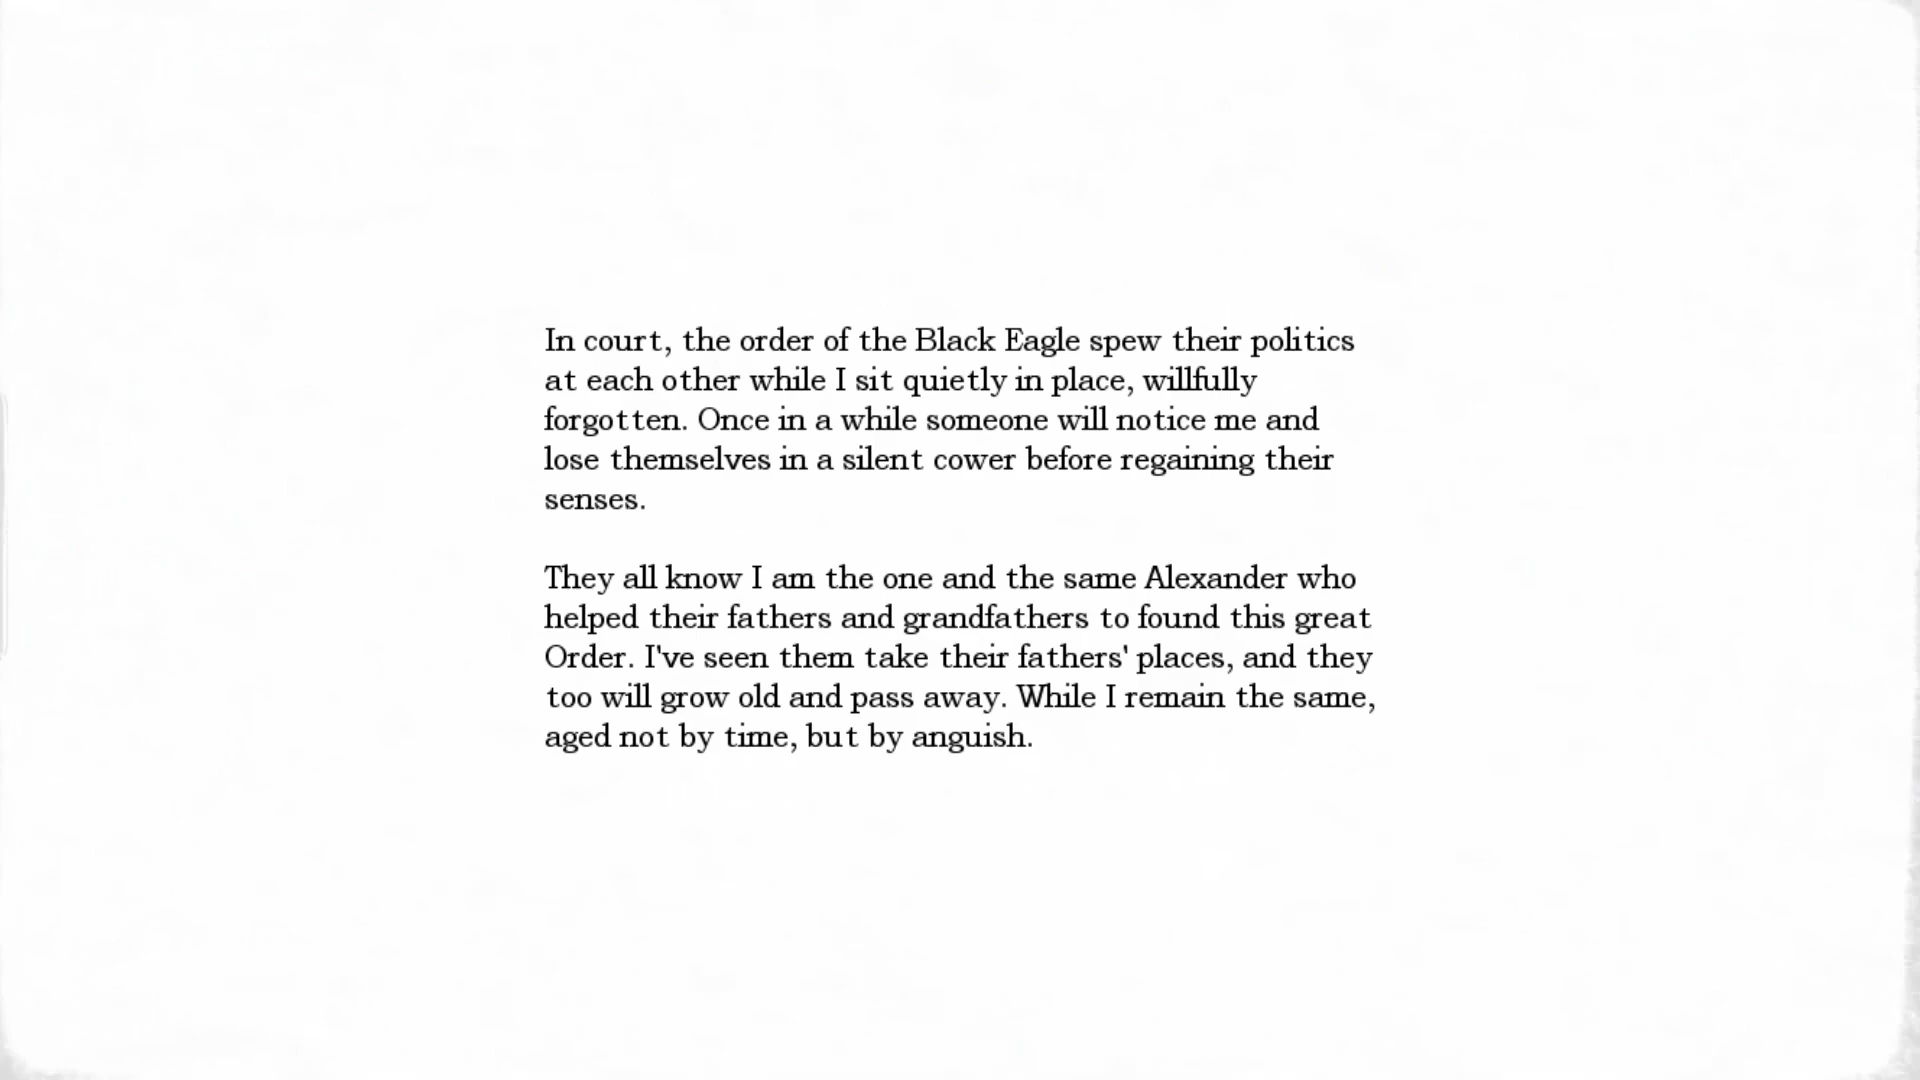 In court, the order of the Black Eagle spew their politics
at each other while I sit quietly in place, willfully
forgotten. Once in a while someone will notice me and
lose themselves in a silent cower before regaining their
senses.
They all know I am the one and the same Alexander who
helped their fathers and grandfathers to found this great
Order. I've seen them take their fathers' places, and they
too will grow old and pass away. While I remain the same,
aged not by time, but by anguish.